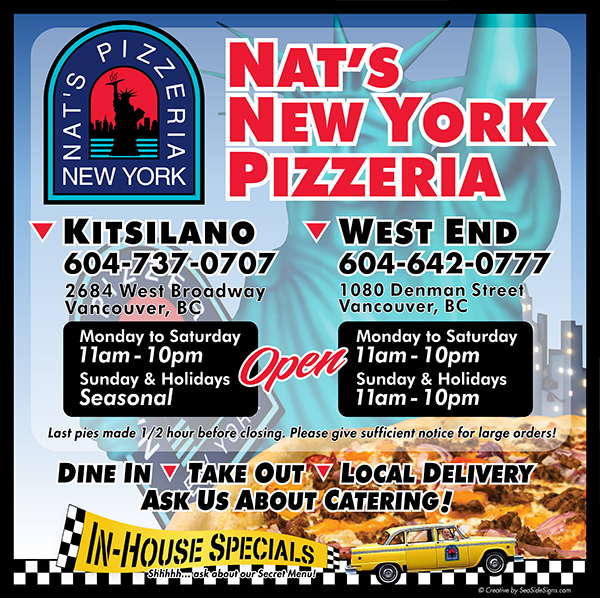 NAT'S PIZZERIA
NEW YORK
NAT'S
NEW YORK
PIZZERIA
KITSILANO
604-737-0707
2684 West Broadway
Vancouver, BC
Monday to Saturday
11am - 10pm
Sunday & Holidays
Seasonal
Open
WEST END
604-642-0777
1080 Denman Street
Vancouver, BC
Monday to Saturday
11am - 10pm
Sunday & Holidays
11am - 10pm
Last pies made 1/2 hour before closing. Please give sufficient notice for large orders!
DINE IN ▼ TAKE OUT ▼ LOCAL DELIVERY
ASK US ABOUT CATERING!
IN-HOUSE SPECIALS
Shhhhh... ask about our Secret Menu!
© Creative by SeaSideSigns.com